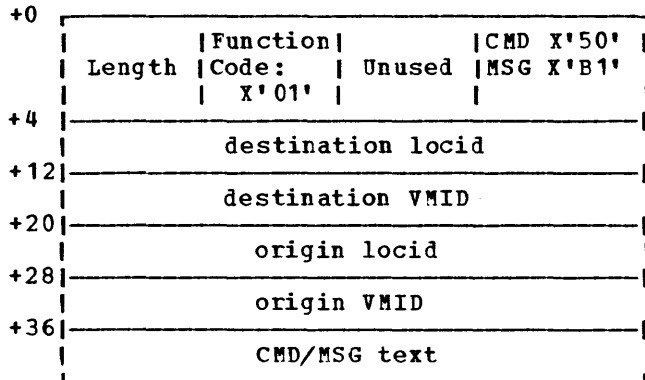 +0
|Function| |CMD X'50'
Length |Code: | Unused |MSG X'B1'
| X'01' | |
+4
destination locid
+12
destination VMID
+20
origin locid
+28
origin VMID
+36
CMD/MSG text